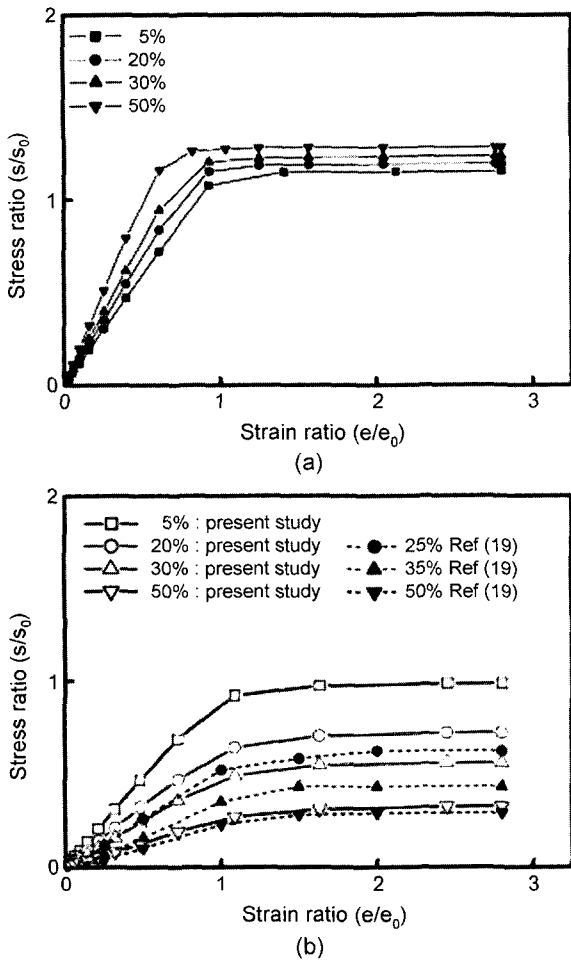 2
5%
20%
30%
50%
Stress ratio (s/s0)
1
0
0 1 2 3
Strain ratio (e/e0)
(a)
2
5% : present study
20% : present study
30% : present study
50% : present study
25% Ref (19)
35% Ref (19)
50% Ref (19)
Stress ratio (s/s0)
1
0
0 1 2 3
Strain ratio (e/e0)
(b)